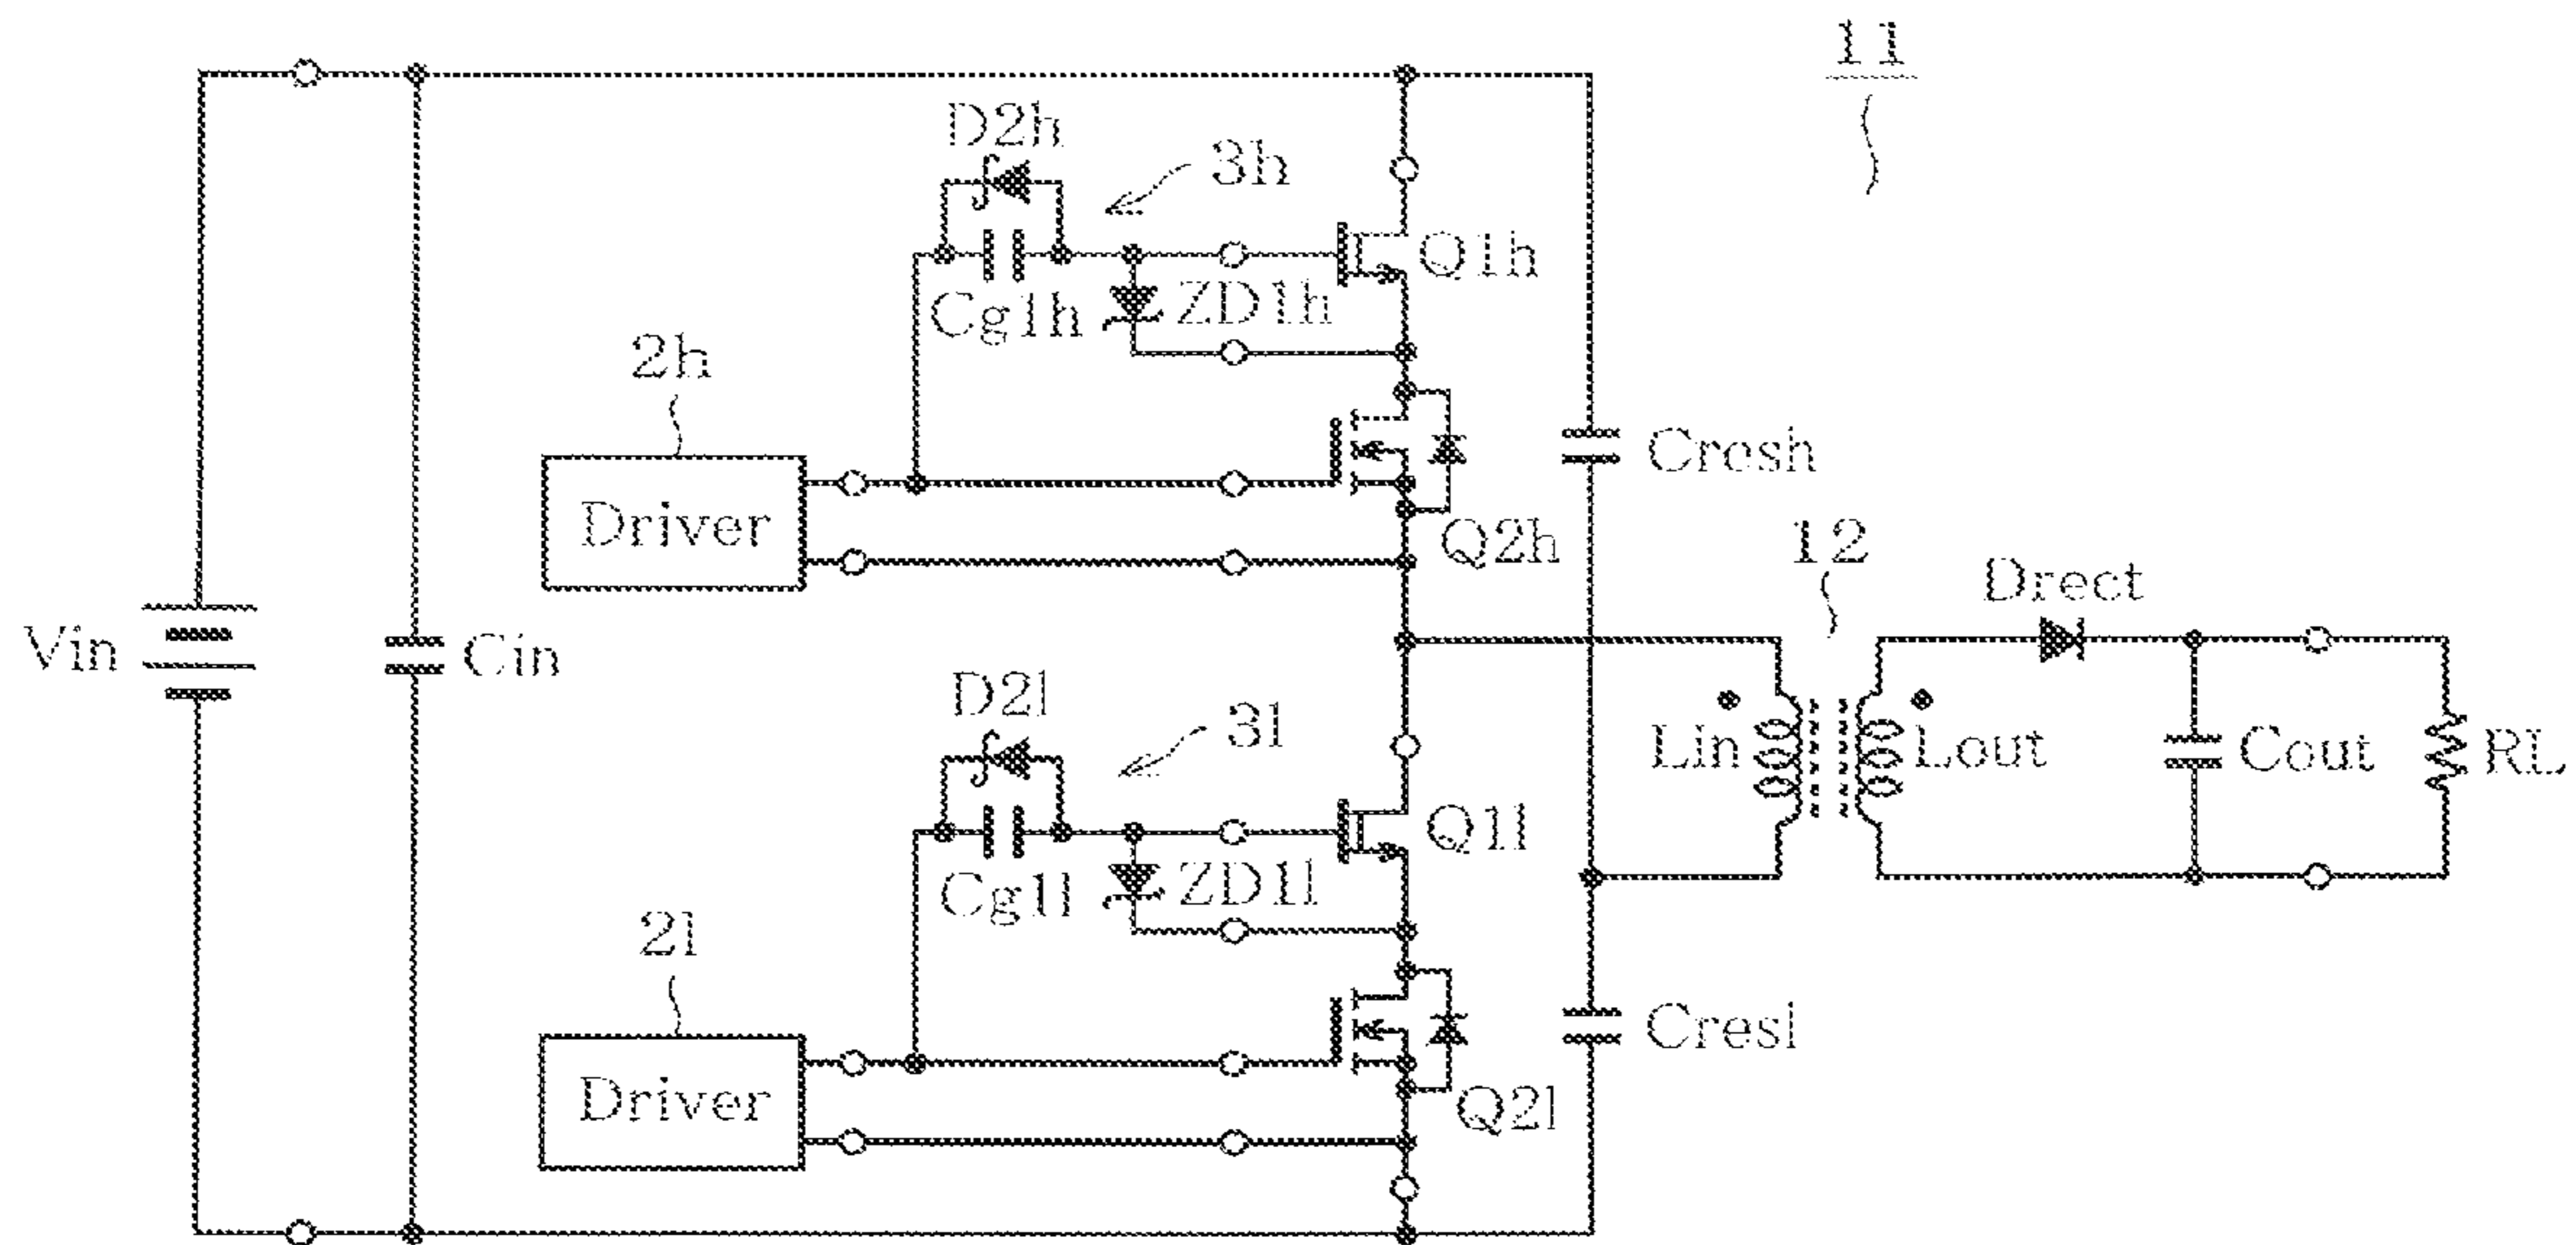 11
D2h
3h
Q1h
Cg1h
ZD1h
2h
Driver
Cresh
Q2h
12
Drect
Vin
Cin
D2l
3l
Lin
Lout
Cout
RL
Q1l
Cg1l
ZD1l
2l
Driver
Cresl
Q2l